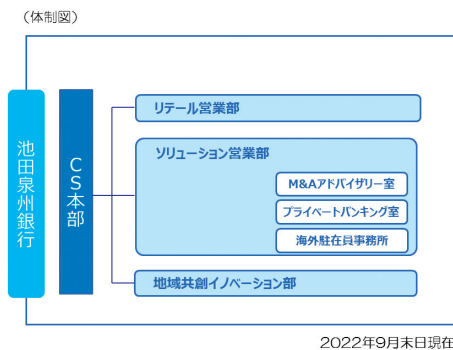 （体制図）
池田泉州銀行
CS本部
リテール営業部
ソリューション営業部
M&Aアドバイザリー室
プライベートバンキング室
海外駐在員事務所
地域共創イノベーション部
2022年9月末日現在